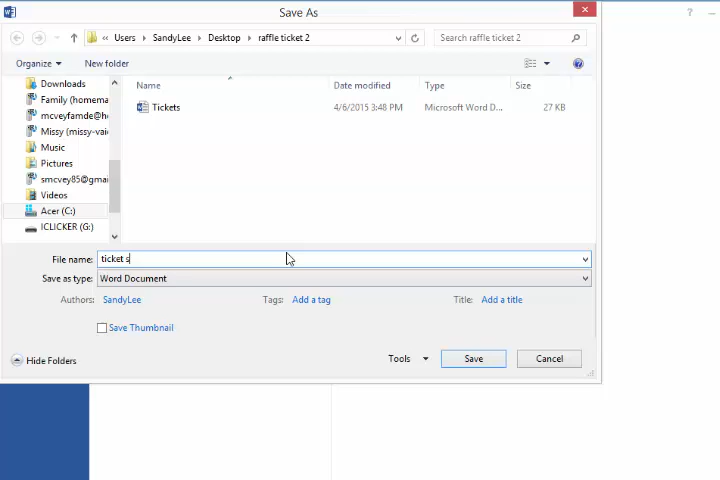 Save As
Users ▸ SandyLee ▸ Desktop ▸ raffle ticket 2
Search raffle ticket 2
Organize
New folder
Name
Date modified
Type
Size
Downloads
Family (homema
mcveyfamde@h
Missy (missy-vai
Music
Pictures
smcvey85@gmai
Videos
Acer (C:)
ICLICKER (G:)
Tickets
4/6/2015 3:48 PM
Microsoft Word D...
27 KB
File name:
ticket s
Save as type:
Word Document
Authors:
SandyLee
Tags:
Add a tag
Title:
Add a title
Save Thumbnail
Hide Folders
Tools
Save
Cancel